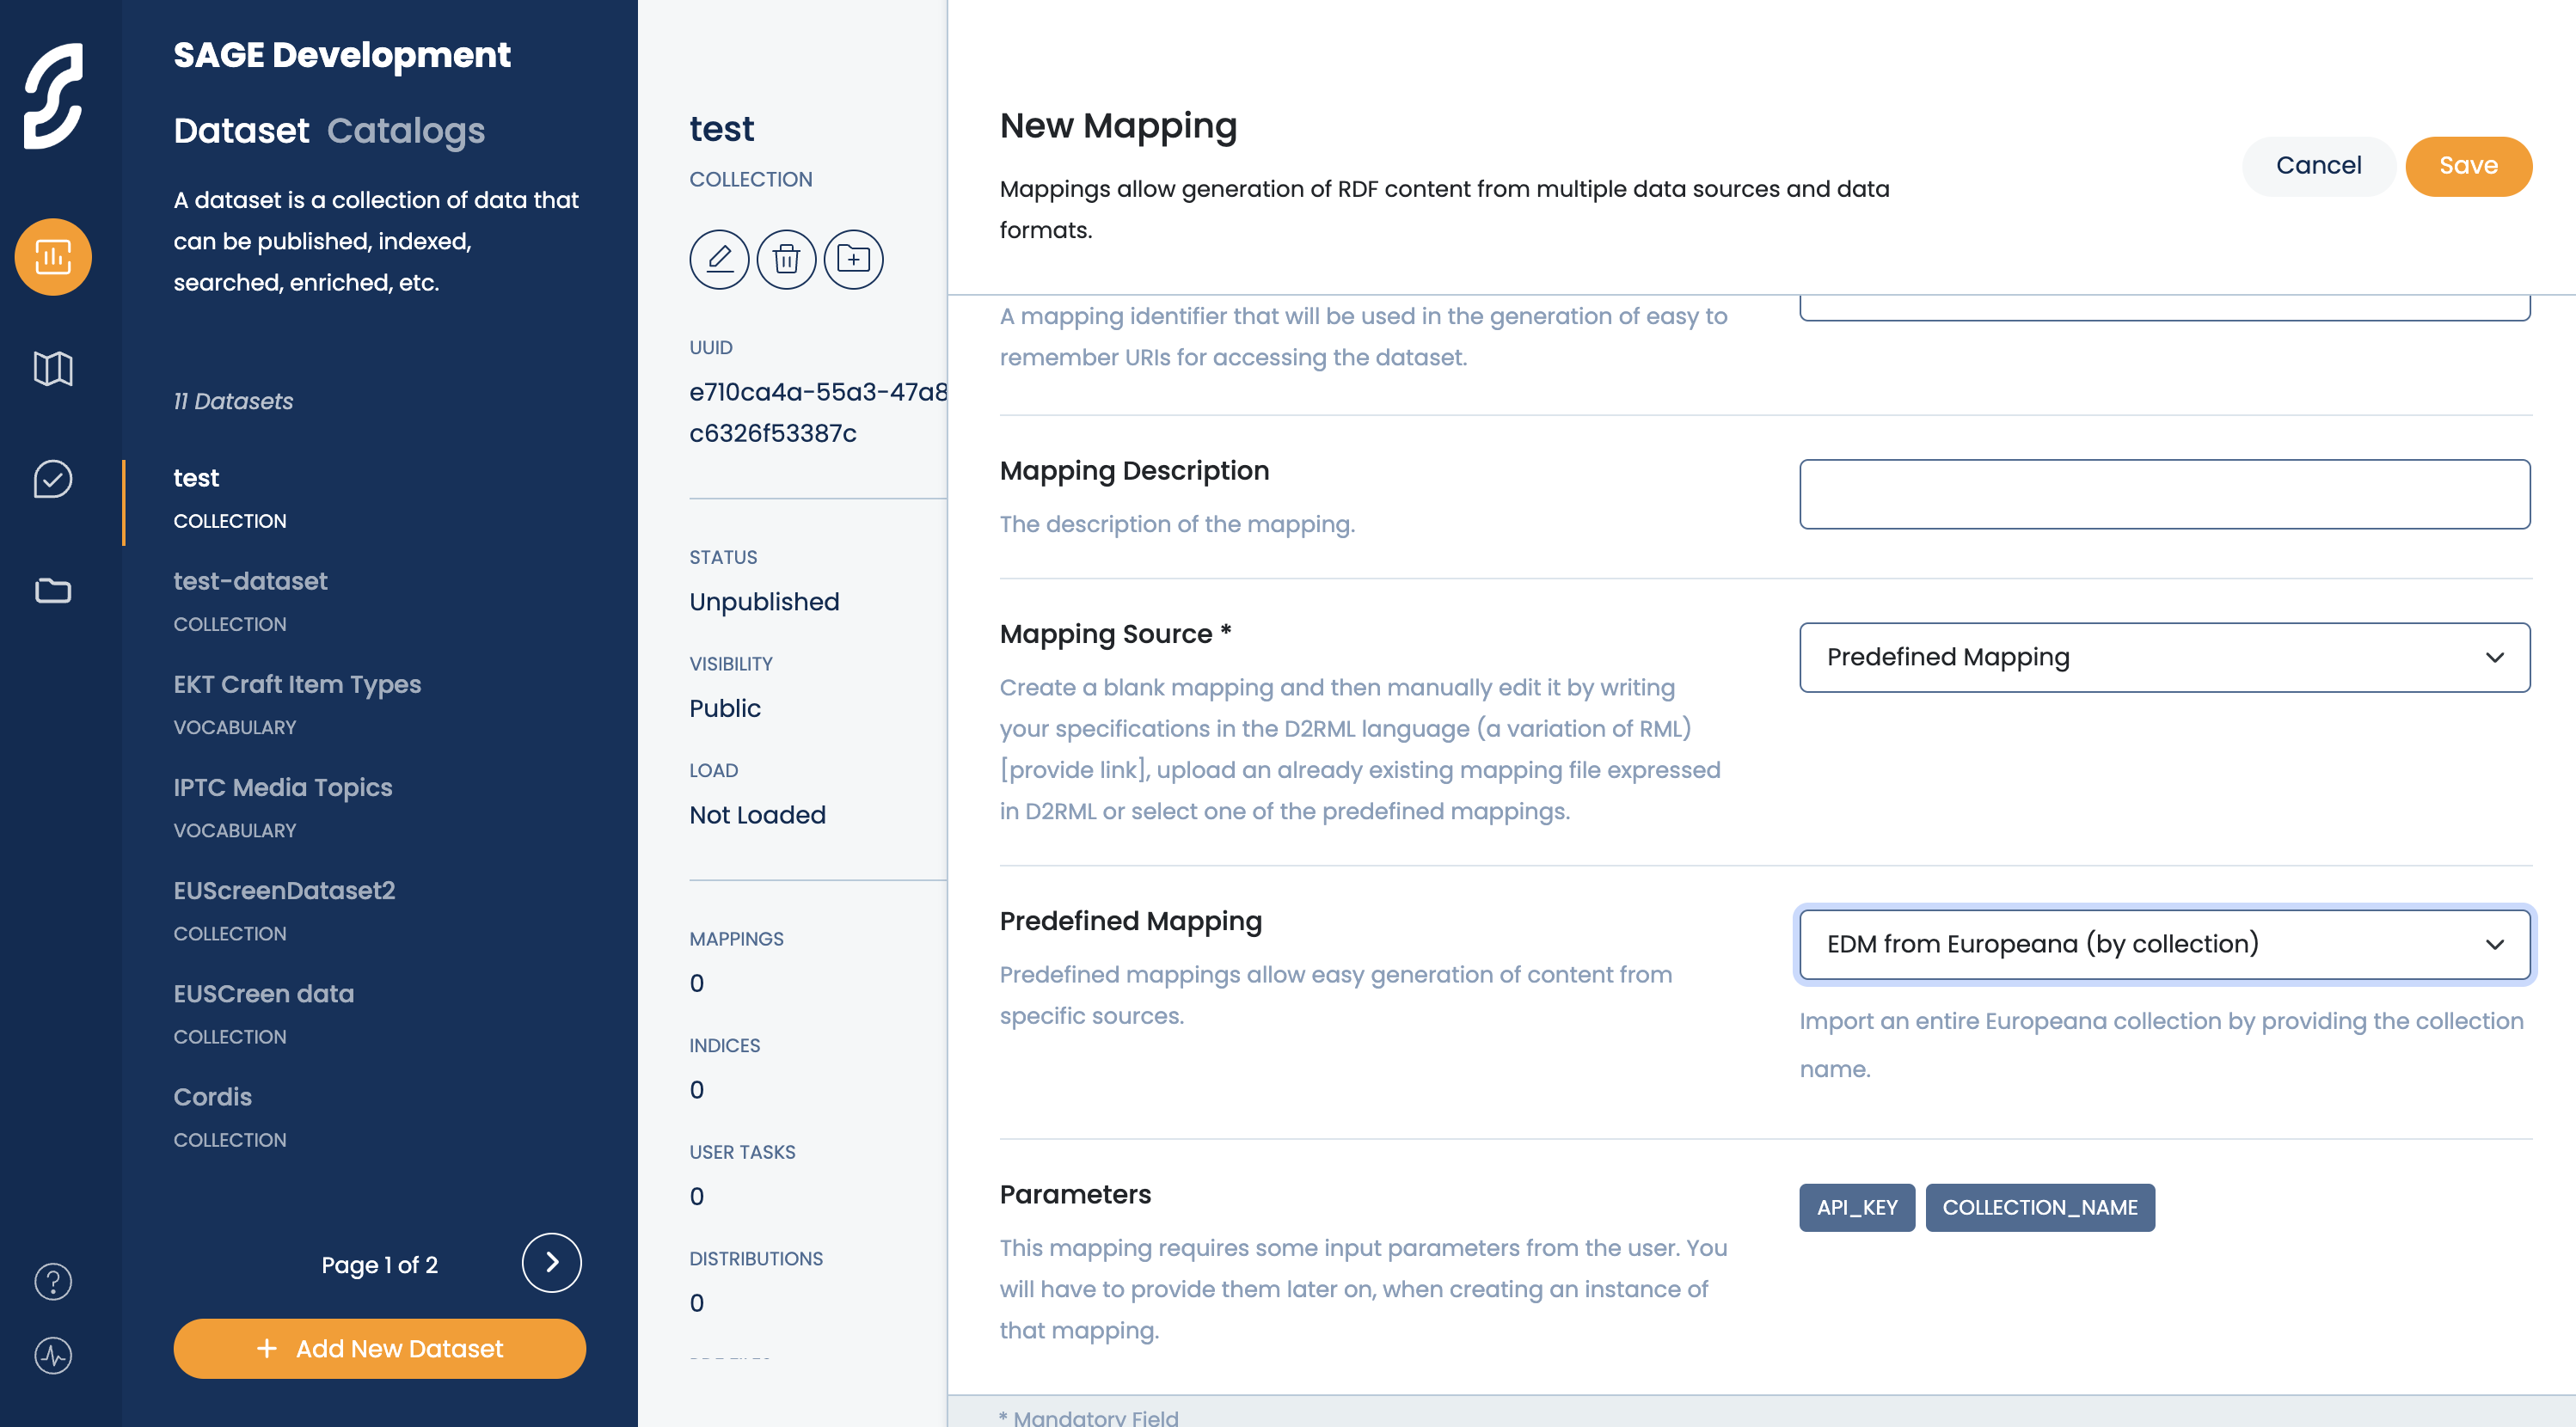 SAGE Development
Dataset Catalogs
A dataset is a collection of data that
can be published, indexed,
searched, enriched, etc.
11 Datasets
test
COLLECTION
test-dataset
COLLECTION
EKT Craft Item Types
VOCABULARY
IPTC Media Topics
VOCABULARY
EUScreenDataset2
COLLECTION
EUSCreen data
COLLECTION
Cordis
COLLECTION
Page 1 of 2
+ Add New Dataset
test
COLLECTION
UUID
e710ca4a-55a3-47a8
c6326f53387c
STATUS
Unpublished
VISIBILITY
Public
LOAD
Not Loaded
MAPPINGS
0
INDICES
0
USER TASKS
0
DISTRIBUTIONS
0
New Mapping
Mappings allow generation of RDF content from multiple data sources and data
formats.
Cancel
Save
A mapping identifier that will be used in the generation of easy to
remember URIs for accessing the dataset.
Mapping Description
The description of the mapping.
Mapping Source *
Create a blank mapping and then manually edit it by writing
your specifications in the D2RML language (a variation of RML)
[provide link], upload an already existing mapping file expressed
in D2RML or select one of the predefined mappings.
Predefined Mapping
Predefined Mapping
Predefined mappings allow easy generation of content from
specific sources.
EDM from Europeana (by collection)
Import an entire Europeana collection by providing the collection
name.
Parameters
This mapping requires some input parameters from the user. You
will have to provide them later on, when creating an instance of
that mapping.
API_KEY
COLLECTION_NAME
* Mandatory Field